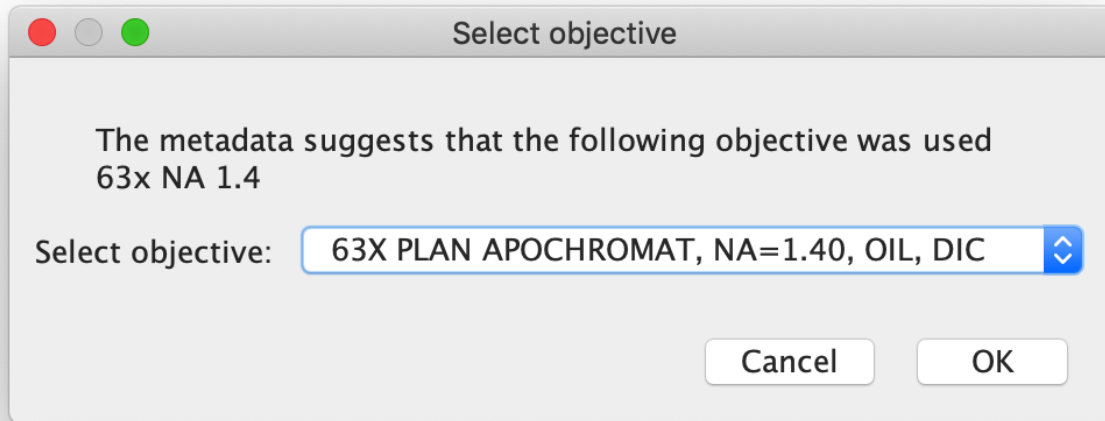 Select objective
The metadata suggests that the following objective was used
63x NA 1.4
Select objective: 63X PLAN APOCHROMAT, NA=1.40, OIL, DIC
Cancel OK